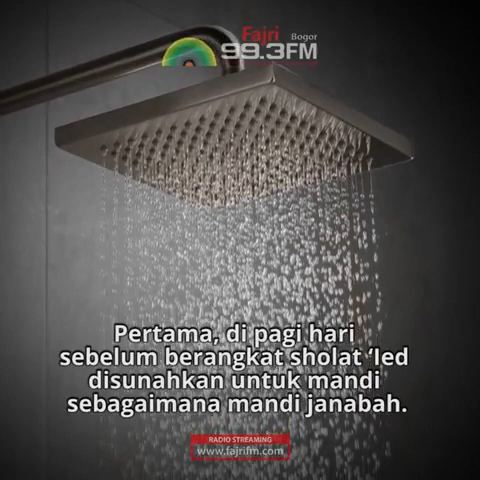 Fajri Bogor
99.3FM
Pertama, di pagi hari
sebelum berangkat sholat ‘Ied
disunahkan untuk mandi
sebagaimana mandi janabah.
RADIO STREAMING
www.fajrifm.com